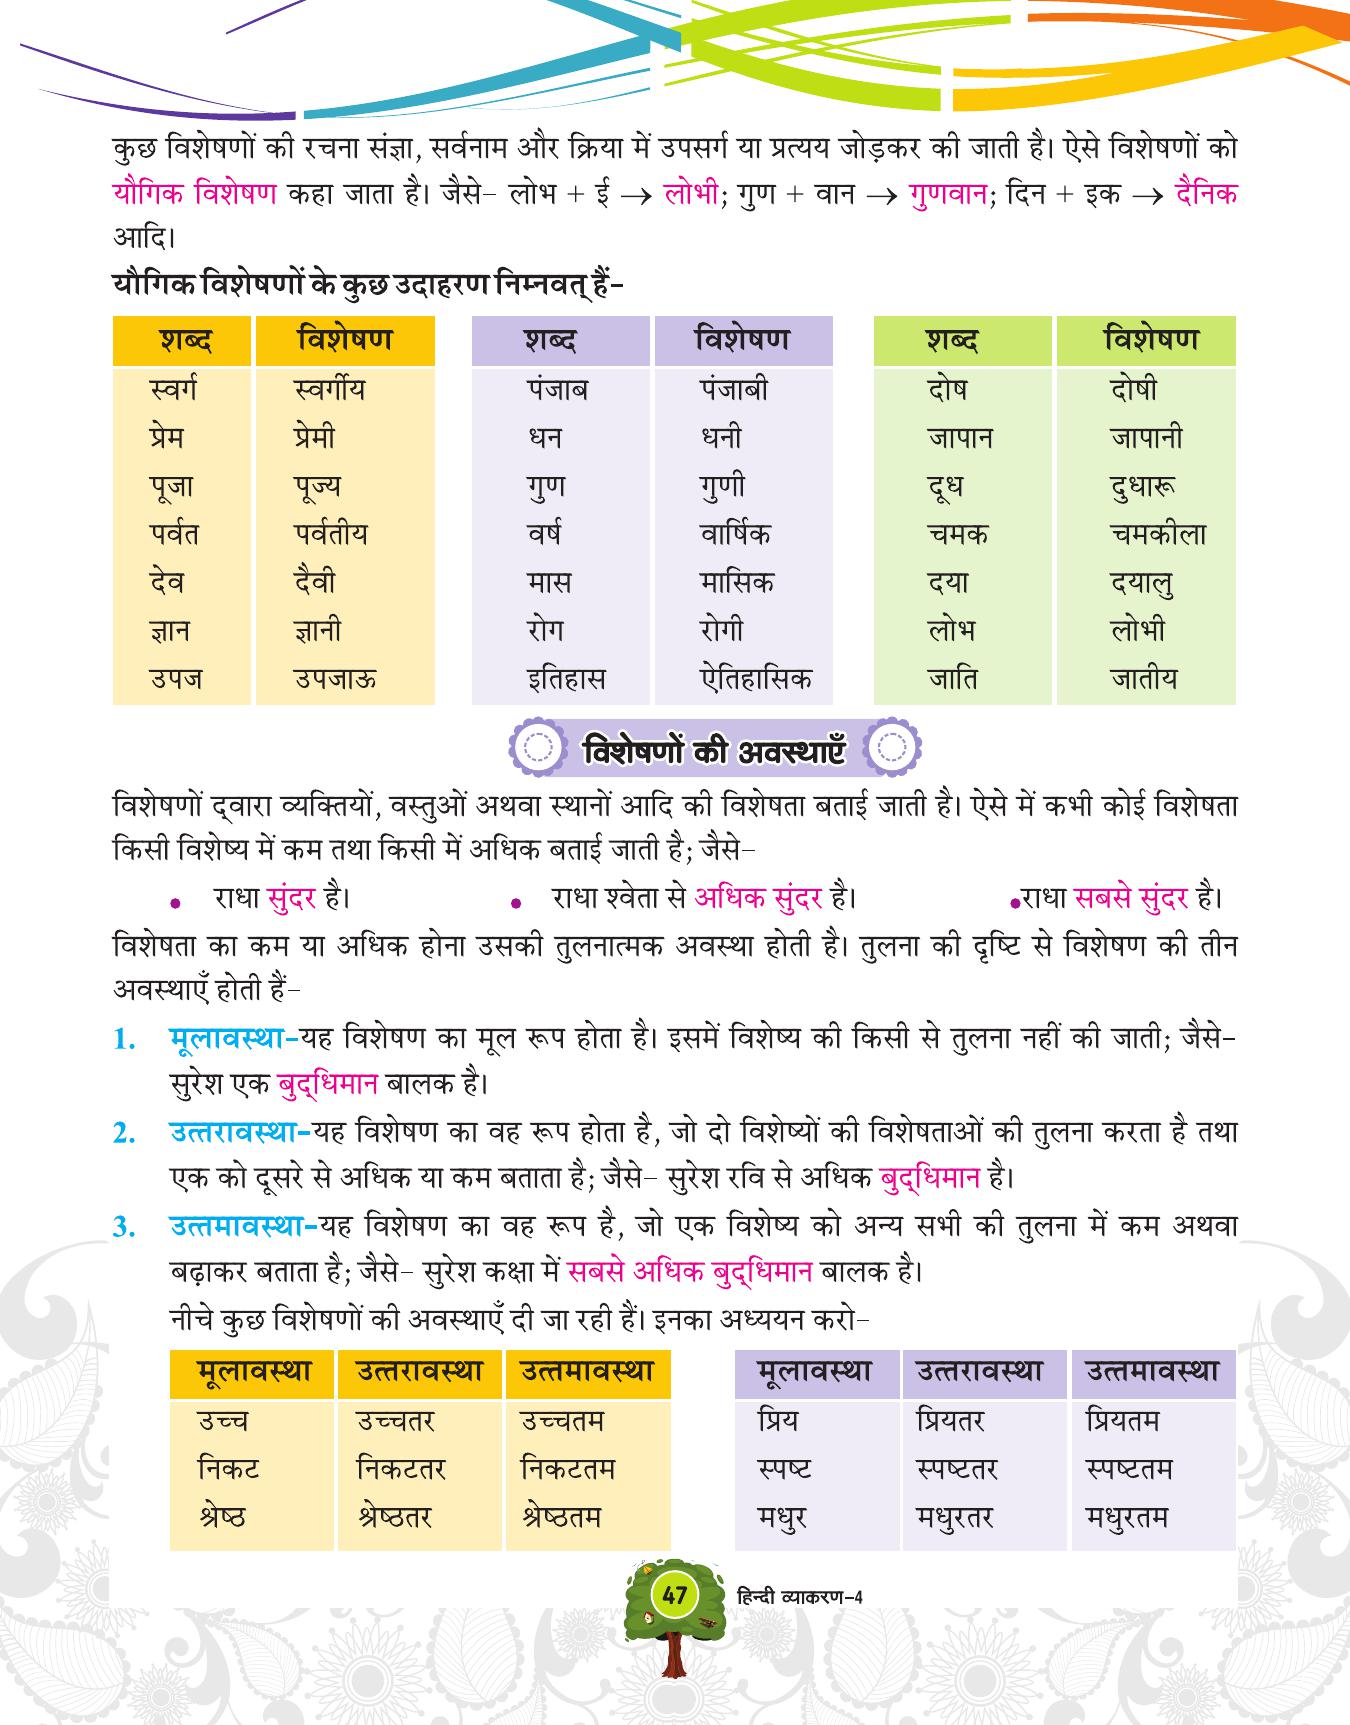 कुछ विशेषणों की रचना संज्ञा, सर्वनाम और क्रिया में उपसर्ग या प्रत्यय जोड़कर की जाती है। ऐसे विशेषणों को
यौगिक विशेषण कहा जाता है। जैसे– लोभ + ई → लोभी; गुण + वान → गुणवान; दिन + इक → दैनिक
आदि।
यौगिक विशेषणों के कुछ उदाहरण निम्नवत् हैं–
शब्द विशेषण शब्द विशेषण शब्द विशेषण
स्वर्ग स्वर्गीय पंजाब पंजाबी दोष दोषी
प्रेम प्रेमी धन धनी जापान जापानी
पूजा पूज्य गुण गुणी दूध दुधारू
पर्वत पर्वतीय वर्ष वार्षिक चमक चमकीला
देव दैवी मास मासिक दया दयालु
ज्ञान ज्ञानी रोग रोगी लोभ लोभी
उपज उपजाऊ इतिहास ऐतिहासिक जाति जातीय
विशेषणों की अवस्थाएँ
विशेषणों द्वारा व्यक्तियों, वस्तुओं अथवा स्थानों आदि की विशेषता बताई जाती है। ऐसे में कभी कोई विशेषता
किसी विशेष्य में कम तथा किसी में अधिक बताई जाती है; जैसे–
• राधा सुंदर है। • राधा श्वेता से अधिक सुंदर है। • राधा सबसे सुंदर है।
विशेषता का कम या अधिक होना उसकी तुलनात्मक अवस्था होती है। तुलना की दृष्टि से विशेषण की तीन
अवस्थाएँ होती हैं–
1. मूलावस्था–यह विशेषण का मूल रूप होता है। इसमें विशेष्य की किसी से तुलना नहीं की जाती; जैसे–
सुरेश एक बुद्धिमान बालक है।
2. उत्तरावस्था–यह विशेषण का वह रूप होता है, जो दो विशेष्यों की विशेषताओं की तुलना करता है तथा
एक को दूसरे से अधिक या कम बताता है; जैसे– सुरेश रवि से अधिक बुद्धिमान है।
3. उत्तमावस्था–यह विशेषण का वह रूप है, जो एक विशेष्य को अन्य सभी की तुलना में कम अथवा
बढ़ाकर बताता है; जैसे– सुरेश कक्षा में सबसे अधिक बुद्धिमान बालक है।
नीचे कुछ विशेषणों की अवस्थाएँ दी जा रही हैं। इनका अध्ययन करो–
मूलावस्था उत्तरावस्था उत्तमावस्था मूलावस्था उत्तरावस्था उत्तमावस्था
उच्च उच्चतर उच्चतम प्रिय प्रियतर प्रियतम
निकट निकटतर निकटतम स्पष्ट स्पष्टतर स्पष्टतम
श्रेष्ठ श्रेष्ठतर श्रेष्ठतम मधुर मधुरतर मधुरतम
47 हिन्दी व्याकरण–4